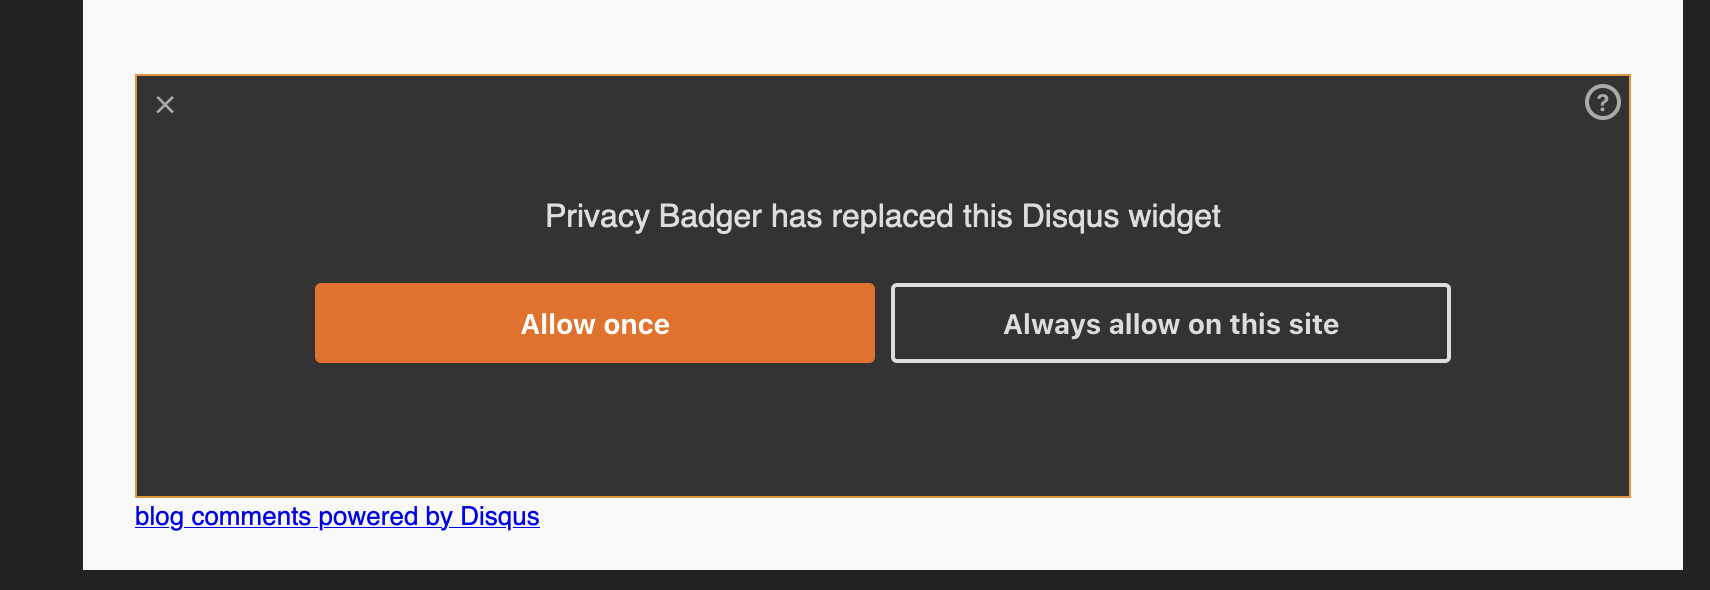 ?
Privacy Badger has replaced this Disqus widget
Allow once
Always allow on this site
blog comments powered by Disqus